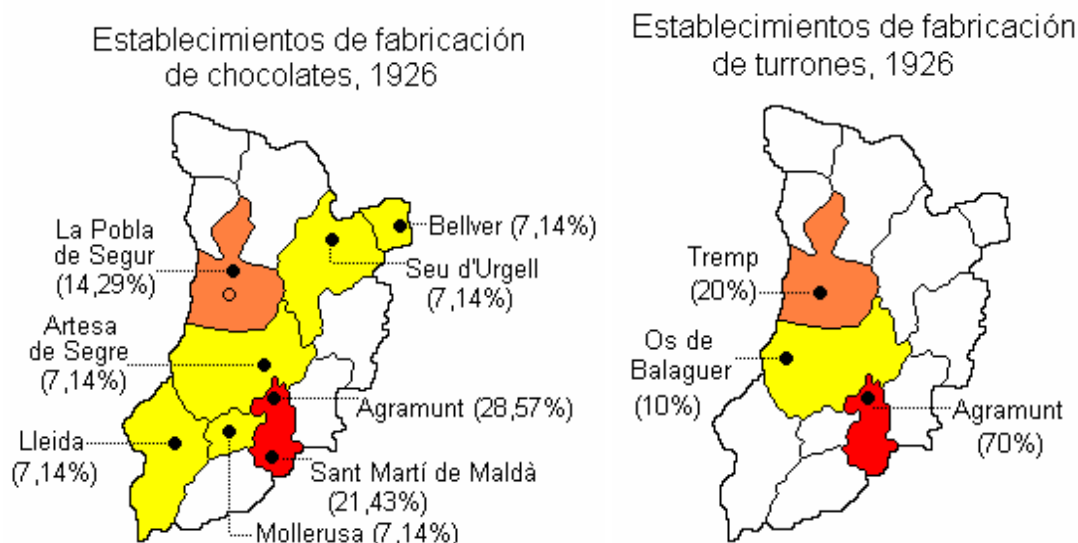 Establecimientos de fabricación
de chocolates, 1926
La Pobla
de Segur
(14,29%)
Bellver (7,14%)
Seu d'Urgell
(7,14%)
Artesa
de Segre
(7,14%)
Agramunt (28,57%)
Lleida
(7,14%)
Sant Martí de Maldà
(21,43%)
Mollerusa (7,14%)
Establecimientos de fabricación
de turrones, 1926
Tremp
(20%)
Os de
Balaguer
(10%)
Agramunt
(70%)